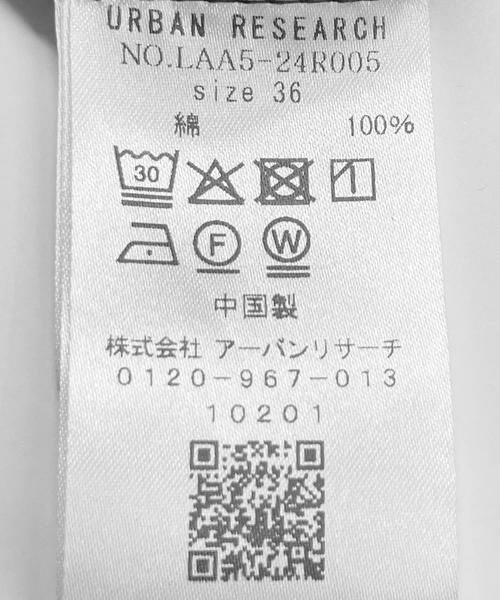 URBAN RESEARCH
NO.LAA5-24R005
size 36
綿 100%
30
F W
中国製
株式会社 アーバンリサーチ
0120-967-013
10201